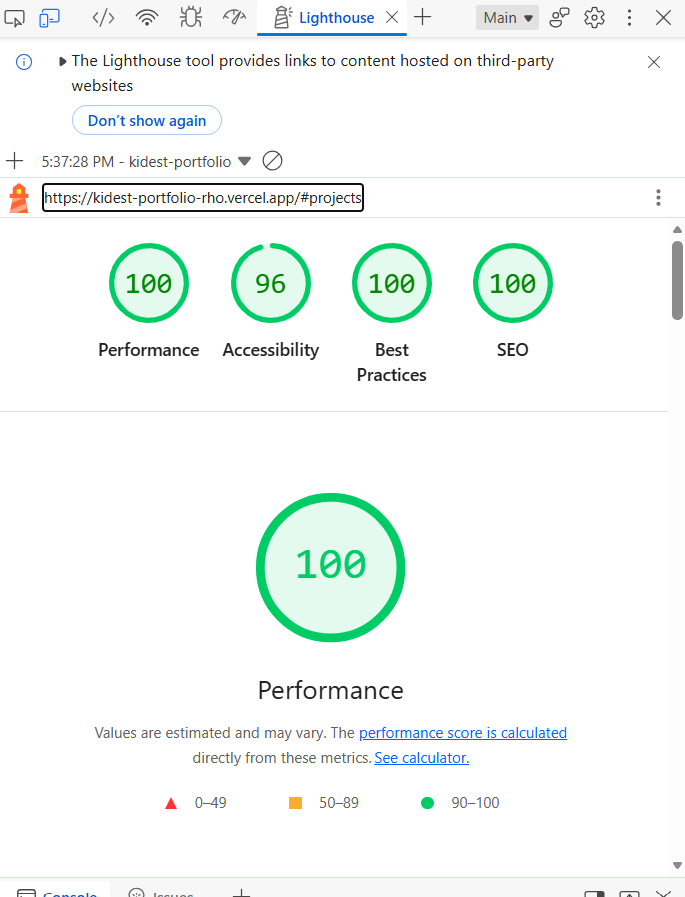 Lighthouse
Main
The Lighthouse tool provides links to content hosted on third-party
websites
Don't show again
5:37:28 PM - kidest-portfolio
https://kidest-portfolio-rho.vercel.app/#projects
100
96
100
100
Performance
Accessibility
Best
Practices
SEO
100
Performance
Values are estimated and may vary. The performance score is calculated
directly from these metrics. See calculator.
0–49
50–89
90–100
Console
Issues